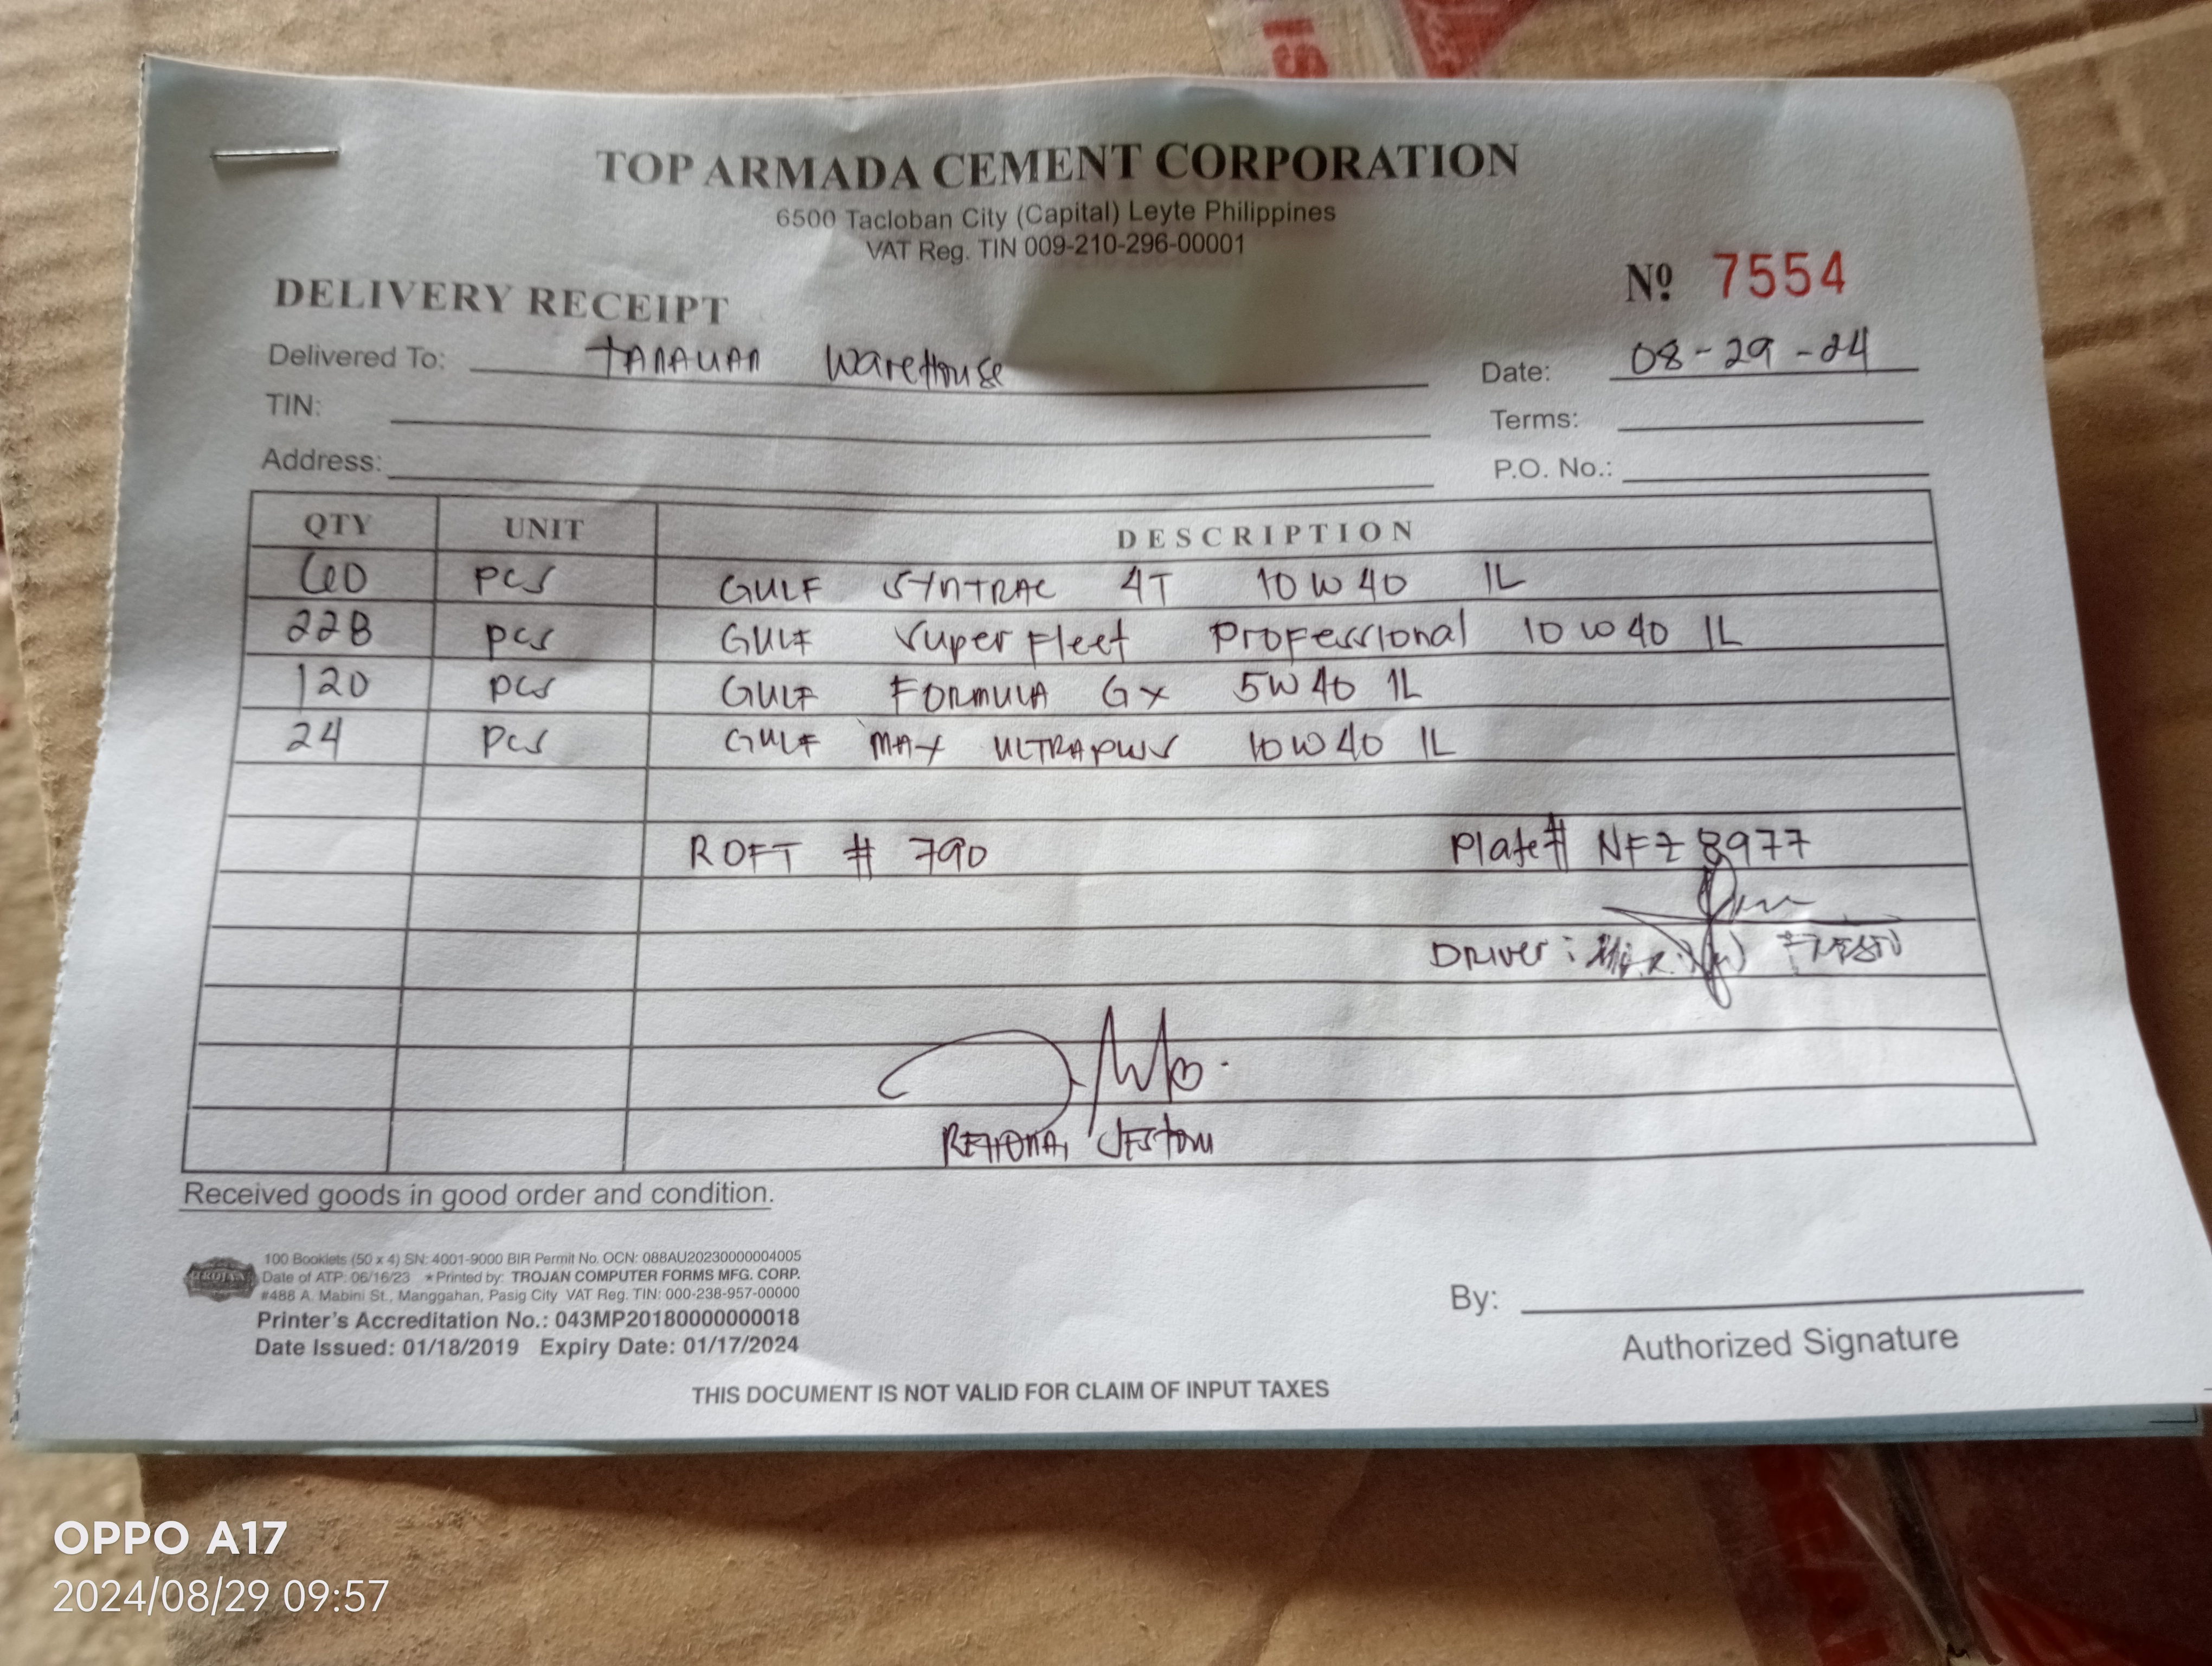 IS
TOP ARMADA CEMENT CORPORATION
6500 Tacloban City (Capital) Leyte Philippines
VAT Reg. TIN 009-210-296-00001
Nº 7554
DELIVERY RECEIPT
Delivered To: TANAUAN WareHouse
Date: 08-29-24
TIN:
Terms:
Address:
P.O. No.:
QTY UNIT DESCRIPTION
60 pcs GULF SYNTRAC 4T 10W40 1L
228 pcs GULF Super Fleet Professional 10W40 1L
120 pcs GULF FORMULA GX 5W40 1L
24 pcs GULF MAX ULTRAPLUS 10W40 1L
ROFT # 790 Plate# NFZ 8977
Driver:
Received goods in good order and condition.
TROJAN
100 Booklets (50 x 4) SN: 4001-9000 BIR Permit No. OCN: 088AU20230000004005
Date of ATP: 06/16/23 ★Printed by: TROJAN COMPUTER FORMS MFG. CORP.
#488 A. Mabini St., Manggahan, Pasig City VAT Reg. TIN: 000-238-957-00000
Printer's Accreditation No.: 043MP20180000000018
Date Issued: 01/18/2019 Expiry Date: 01/17/2024
By:
Authorized Signature
THIS DOCUMENT IS NOT VALID FOR CLAIM OF INPUT TAXES
OPPO A17
2024/08/29 09:57